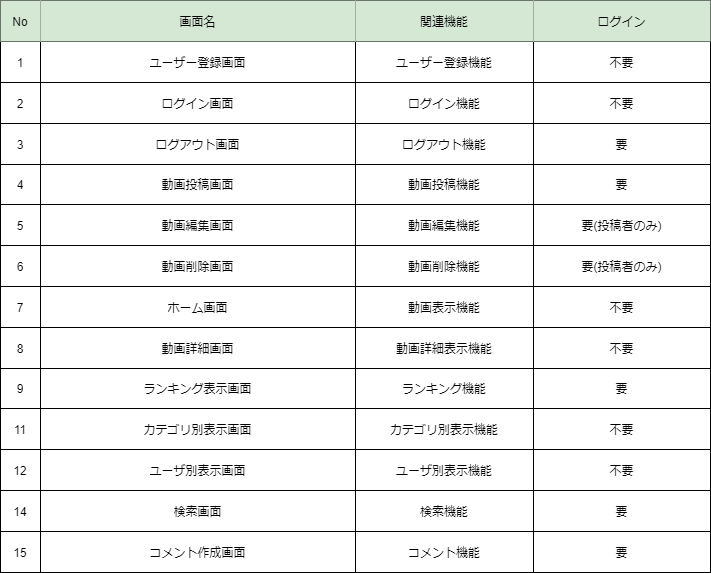 No 画面名 関連機能 ログイン
1 ユーザー登録画面 ユーザー登録機能 不要
2 ログイン画面 ログイン機能 不要
3 ログアウト画面 ログアウト機能 要
4 動画投稿画面 動画投稿機能 要
5 動画編集画面 動画編集機能 要(投稿者のみ)
6 動画削除画面 動画削除機能 要(投稿者のみ)
7 ホーム画面 動画表示機能 不要
8 動画詳細画面 動画詳細表示機能 不要
9 ランキング表示画面 ランキング機能 要
11 カテゴリ別表示画面 カテゴリ別表示機能 不要
12 ユーザ別表示画面 ユーザ別表示機能 不要
14 検索画面 検索機能 要
15 コメント作成画面 コメント機能 要